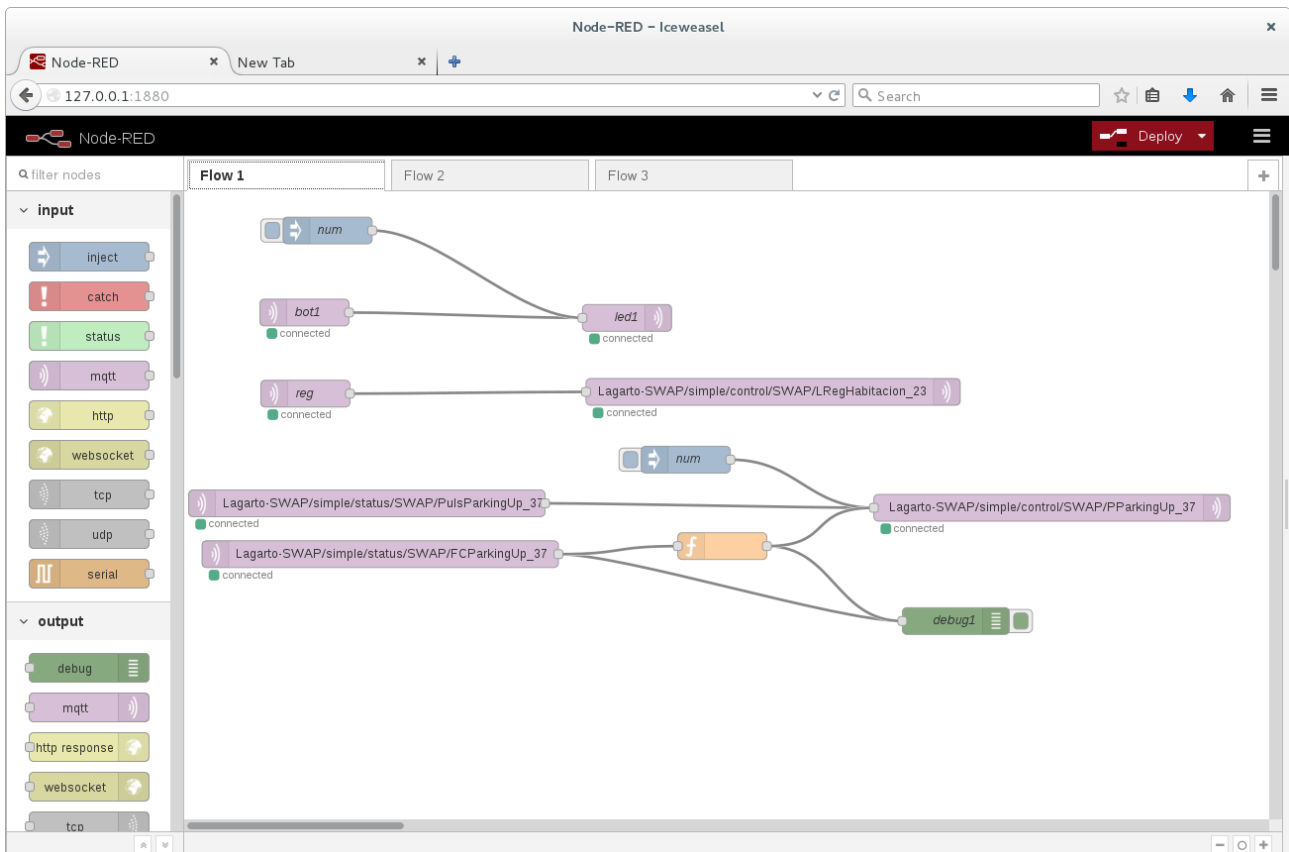 Node-RED - Iceweasel
Node-RED
New Tab
127.0.0.1:1880
Search
Node-RED
Deploy
filter nodes
Flow 1
Flow 2
Flow 3
input
inject
catch
status
mqtt
http
websocket
tcp
udp
serial
output
debug
mqtt
http response
websocket
tcp
num
bot1
connected
led1
connected
reg
connected
Lagarto-SWAP/simple/control/SWAP/LRegHabitacion_23
connected
num
Lagarto-SWAP/simple/status/SWAP/PulsParkingUp_37
connected
Lagarto-SWAP/simple/control/SWAP/PParkingUp_37
connected
Lagarto-SWAP/simple/status/SWAP/FCParkingUp_37
connected
f
debug1